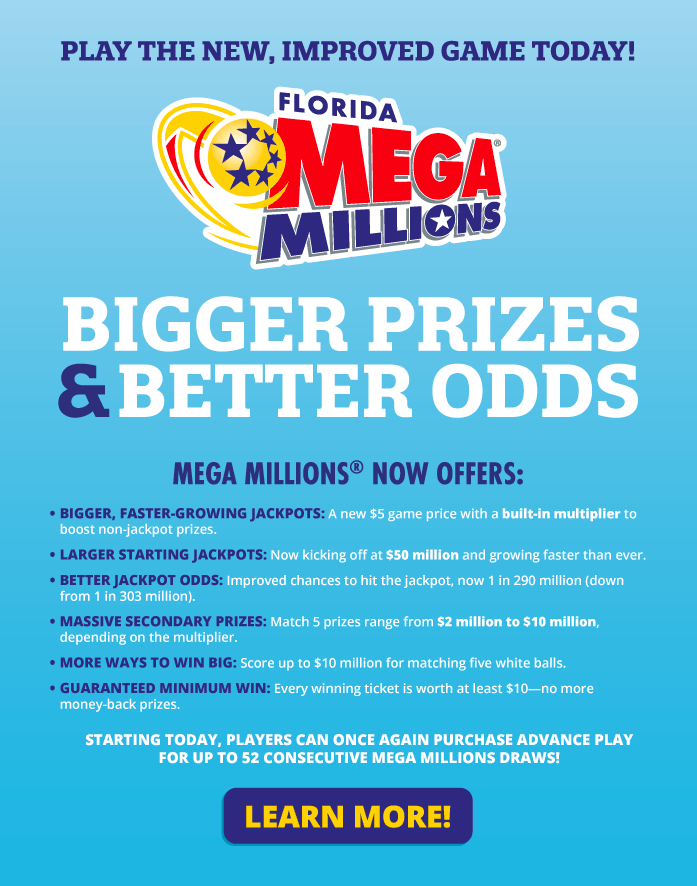 PLAY THE NEW, IMPROVED GAME TODAY!
FLORIDA
MEGA®
MILLIONS
BIGGER PRIZES
& BETTER ODDS
MEGA MILLIONS® NOW OFFERS:
• BIGGER, FASTER-GROWING JACKPOTS: A new $5 game price with a built-in multiplier to
boost non-jackpot prizes.
• LARGER STARTING JACKPOTS: Now kicking off at $50 million and growing faster than ever.
• BETTER JACKPOT ODDS: Improved chances to hit the jackpot, now 1 in 290 million (down
from 1 in 303 million).
• MASSIVE SECONDARY PRIZES: Match 5 prizes range from $2 million to $10 million,
depending on the multiplier.
• MORE WAYS TO WIN BIG: Score up to $10 million for matching five white balls.
• GUARANTEED MINIMUM WIN: Every winning ticket is worth at least $10—no more
money-back prizes.
STARTING TODAY, PLAYERS CAN ONCE AGAIN PURCHASE ADVANCE PLAY
FOR UP TO 52 CONSECUTIVE MEGA MILLIONS DRAWS!
LEARN MORE!